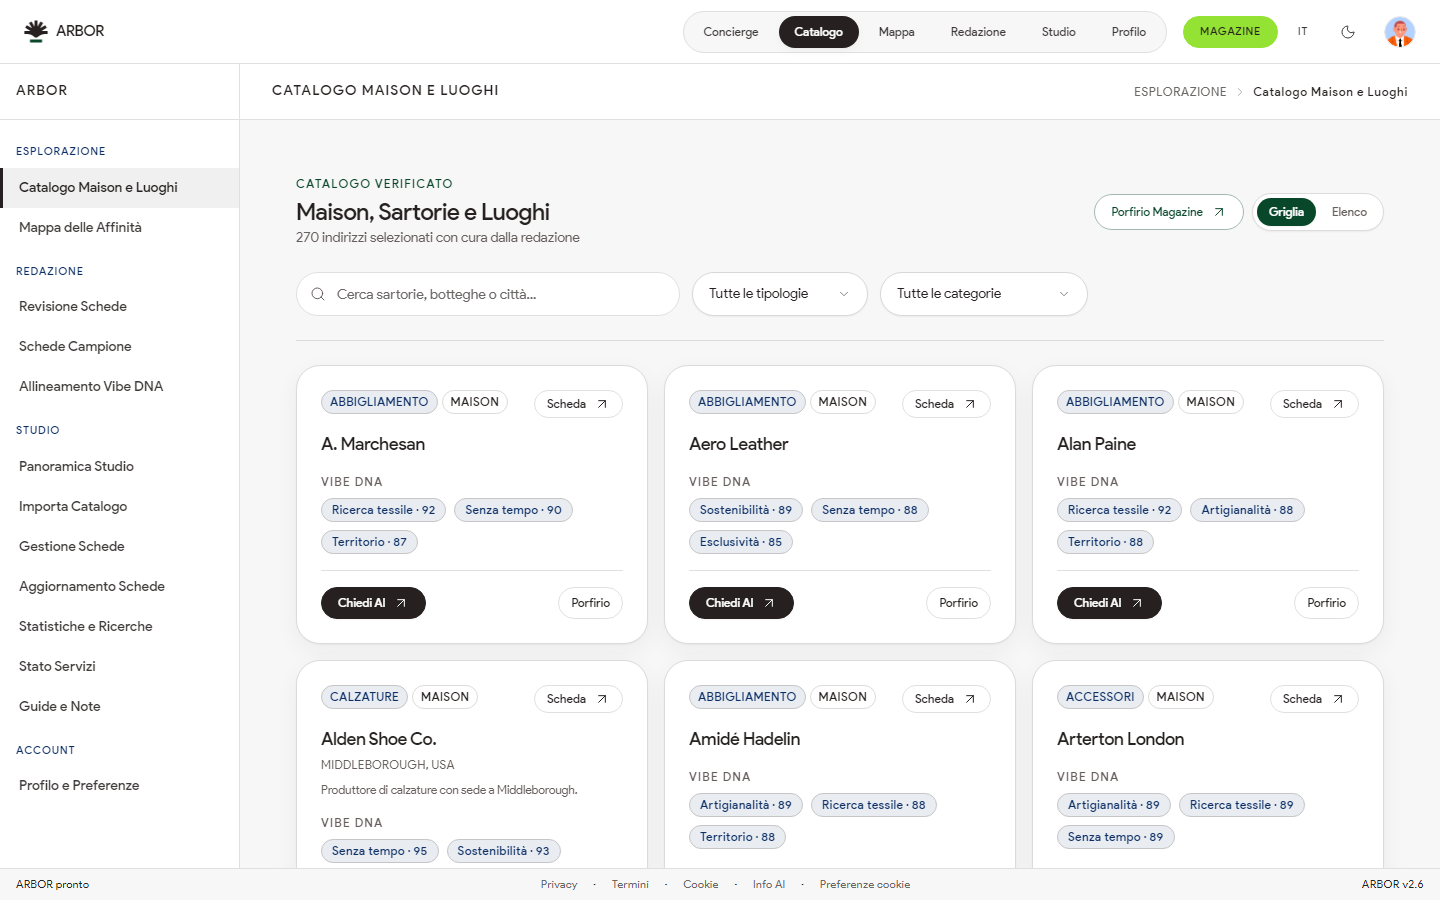 ARBOR
Concierge
Catalogo
Mappa
Redazione
Studio
Profilo
MAGAZINE
IT
ARBOR
CATALOGO MAISON E LUOGHI
ESPLORAZIONE
Catalogo Maison e Luoghi
ESPLORAZIONE
Catalogo Maison e Luoghi
Mappa delle Affinità
REDAZIONE
Revisione Schede
Schede Campione
Allineamento Vibe DNA
STUDIO
Panoramica Studio
Importa Catalogo
Gestione Schede
Aggiornamento Schede
Statistiche e Ricerche
Stato Servizi
Guide e Note
ACCOUNT
Profilo e Preferenze
CATALOGO VERIFICATO
Maison, Sartorie e Luoghi
270 indirizzi selezionati con cura dalla redazione
Porfirio Magazine
Griglia
Elenco
Cerca sartorie, botteghe o città...
Tutte le tipologie
Tutte le categorie
ABBIGLIAMENTO
MAISON
Scheda
A. Marchesan
VIBE DNA
Ricerca tessile · 92
Senza tempo · 90
Territorio · 87
Chiedi AI
Porfirio
ABBIGLIAMENTO
MAISON
Scheda
Aero Leather
VIBE DNA
Sostenibilità · 89
Senza tempo · 88
Esclusività · 85
Chiedi AI
Porfirio
ABBIGLIAMENTO
MAISON
Scheda
Alan Paine
VIBE DNA
Ricerca tessile · 92
Artigianalità · 88
Territorio · 88
Chiedi AI
Porfirio
CALZATURE
MAISON
Scheda
Alden Shoe Co.
MIDDLEBOROUGH, USA
Produttore di calzature con sede a Middleborough.
VIBE DNA
Senza tempo · 95
Sostenibilità · 93
ABBIGLIAMENTO
MAISON
Scheda
Amidé Hadelin
VIBE DNA
Artigianalità · 89
Ricerca tessile · 88
Territorio · 88
ACCESSORI
MAISON
Scheda
Arterton London
VIBE DNA
Artigianalità · 89
Ricerca tessile · 89
Senza tempo · 89
ARBOR pronto
Privacy · Termini · Cookie · Info AI · Preferenze cookie
ARBOR v2.6